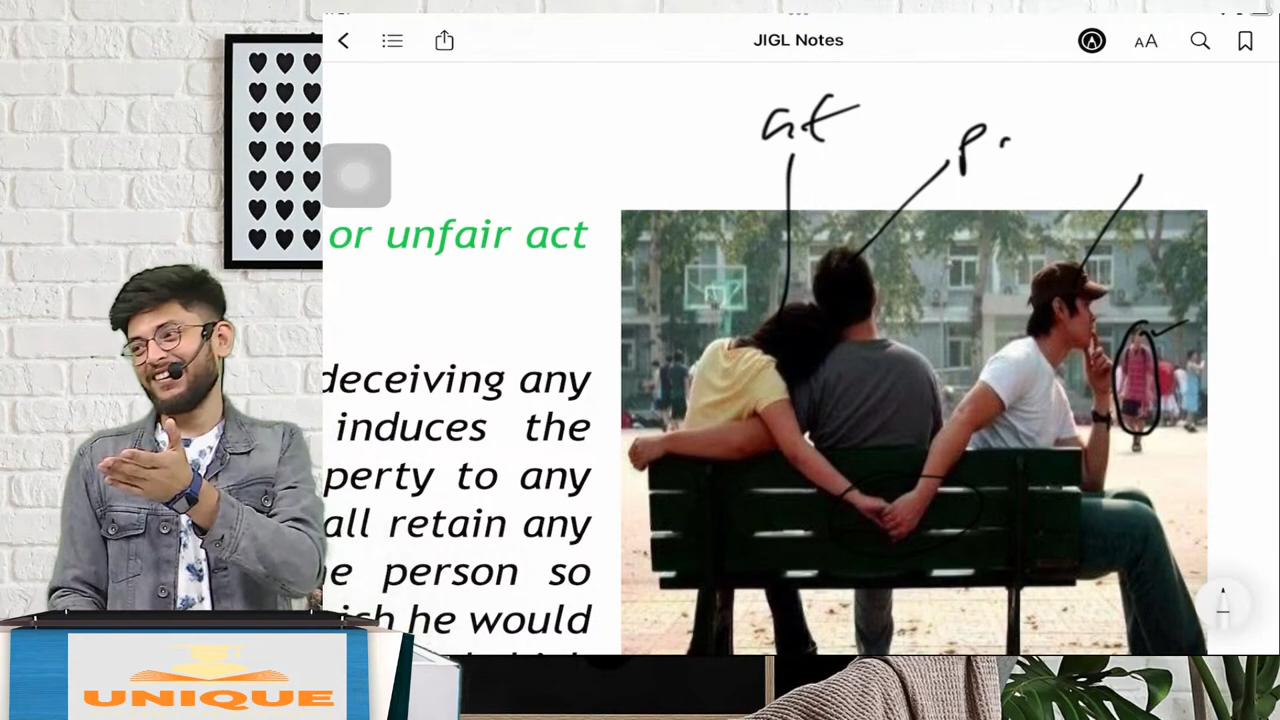 JIGL Notes
AA
or unfair act
deceiving any
induces the
perty to any
all retain any
person so
he would
UNIQUE